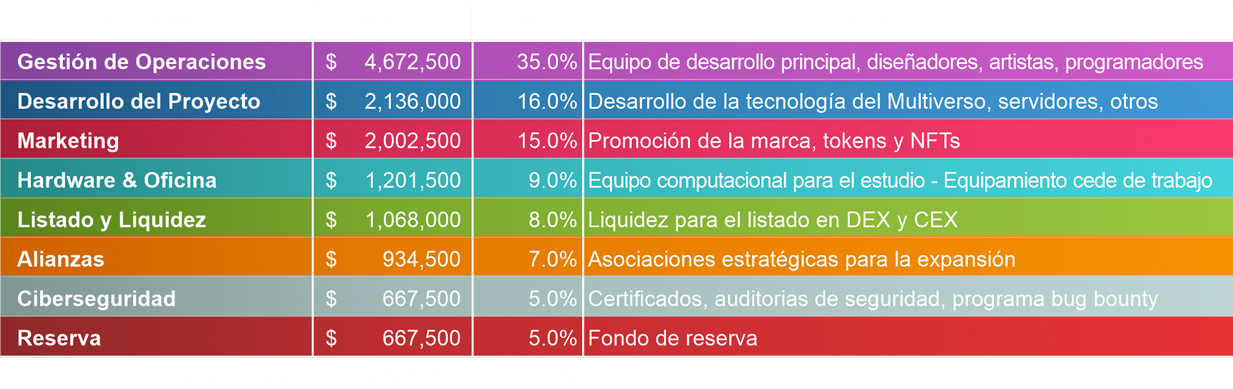 Gestión de Operaciones $ 4,672,500 35.0% Equipo de desarrollo principal, diseñadores, artistas, programadores
Desarrollo del Proyecto $ 2,136,000 16.0% Desarrollo de la tecnología del Multiverso, servidores, otros
Marketing $ 2,002,500 15.0% Promoción de la marca, tokens y NFTs
Hardware & Oficina $ 1,201,500 9.0% Equipo computacional para el estudio - Equipamiento cede de trabajo
Listado y Liquidez $ 1,068,000 8.0% Liquidez para el listado en DEX y CEX
Alianzas $ 934,500 7.0% Asociaciones estratégicas para la expansión
Ciberseguridad $ 667,500 5.0% Certificados, auditorias de seguridad, programa bug bounty
Reserva $ 667,500 5.0% Fondo de reserva